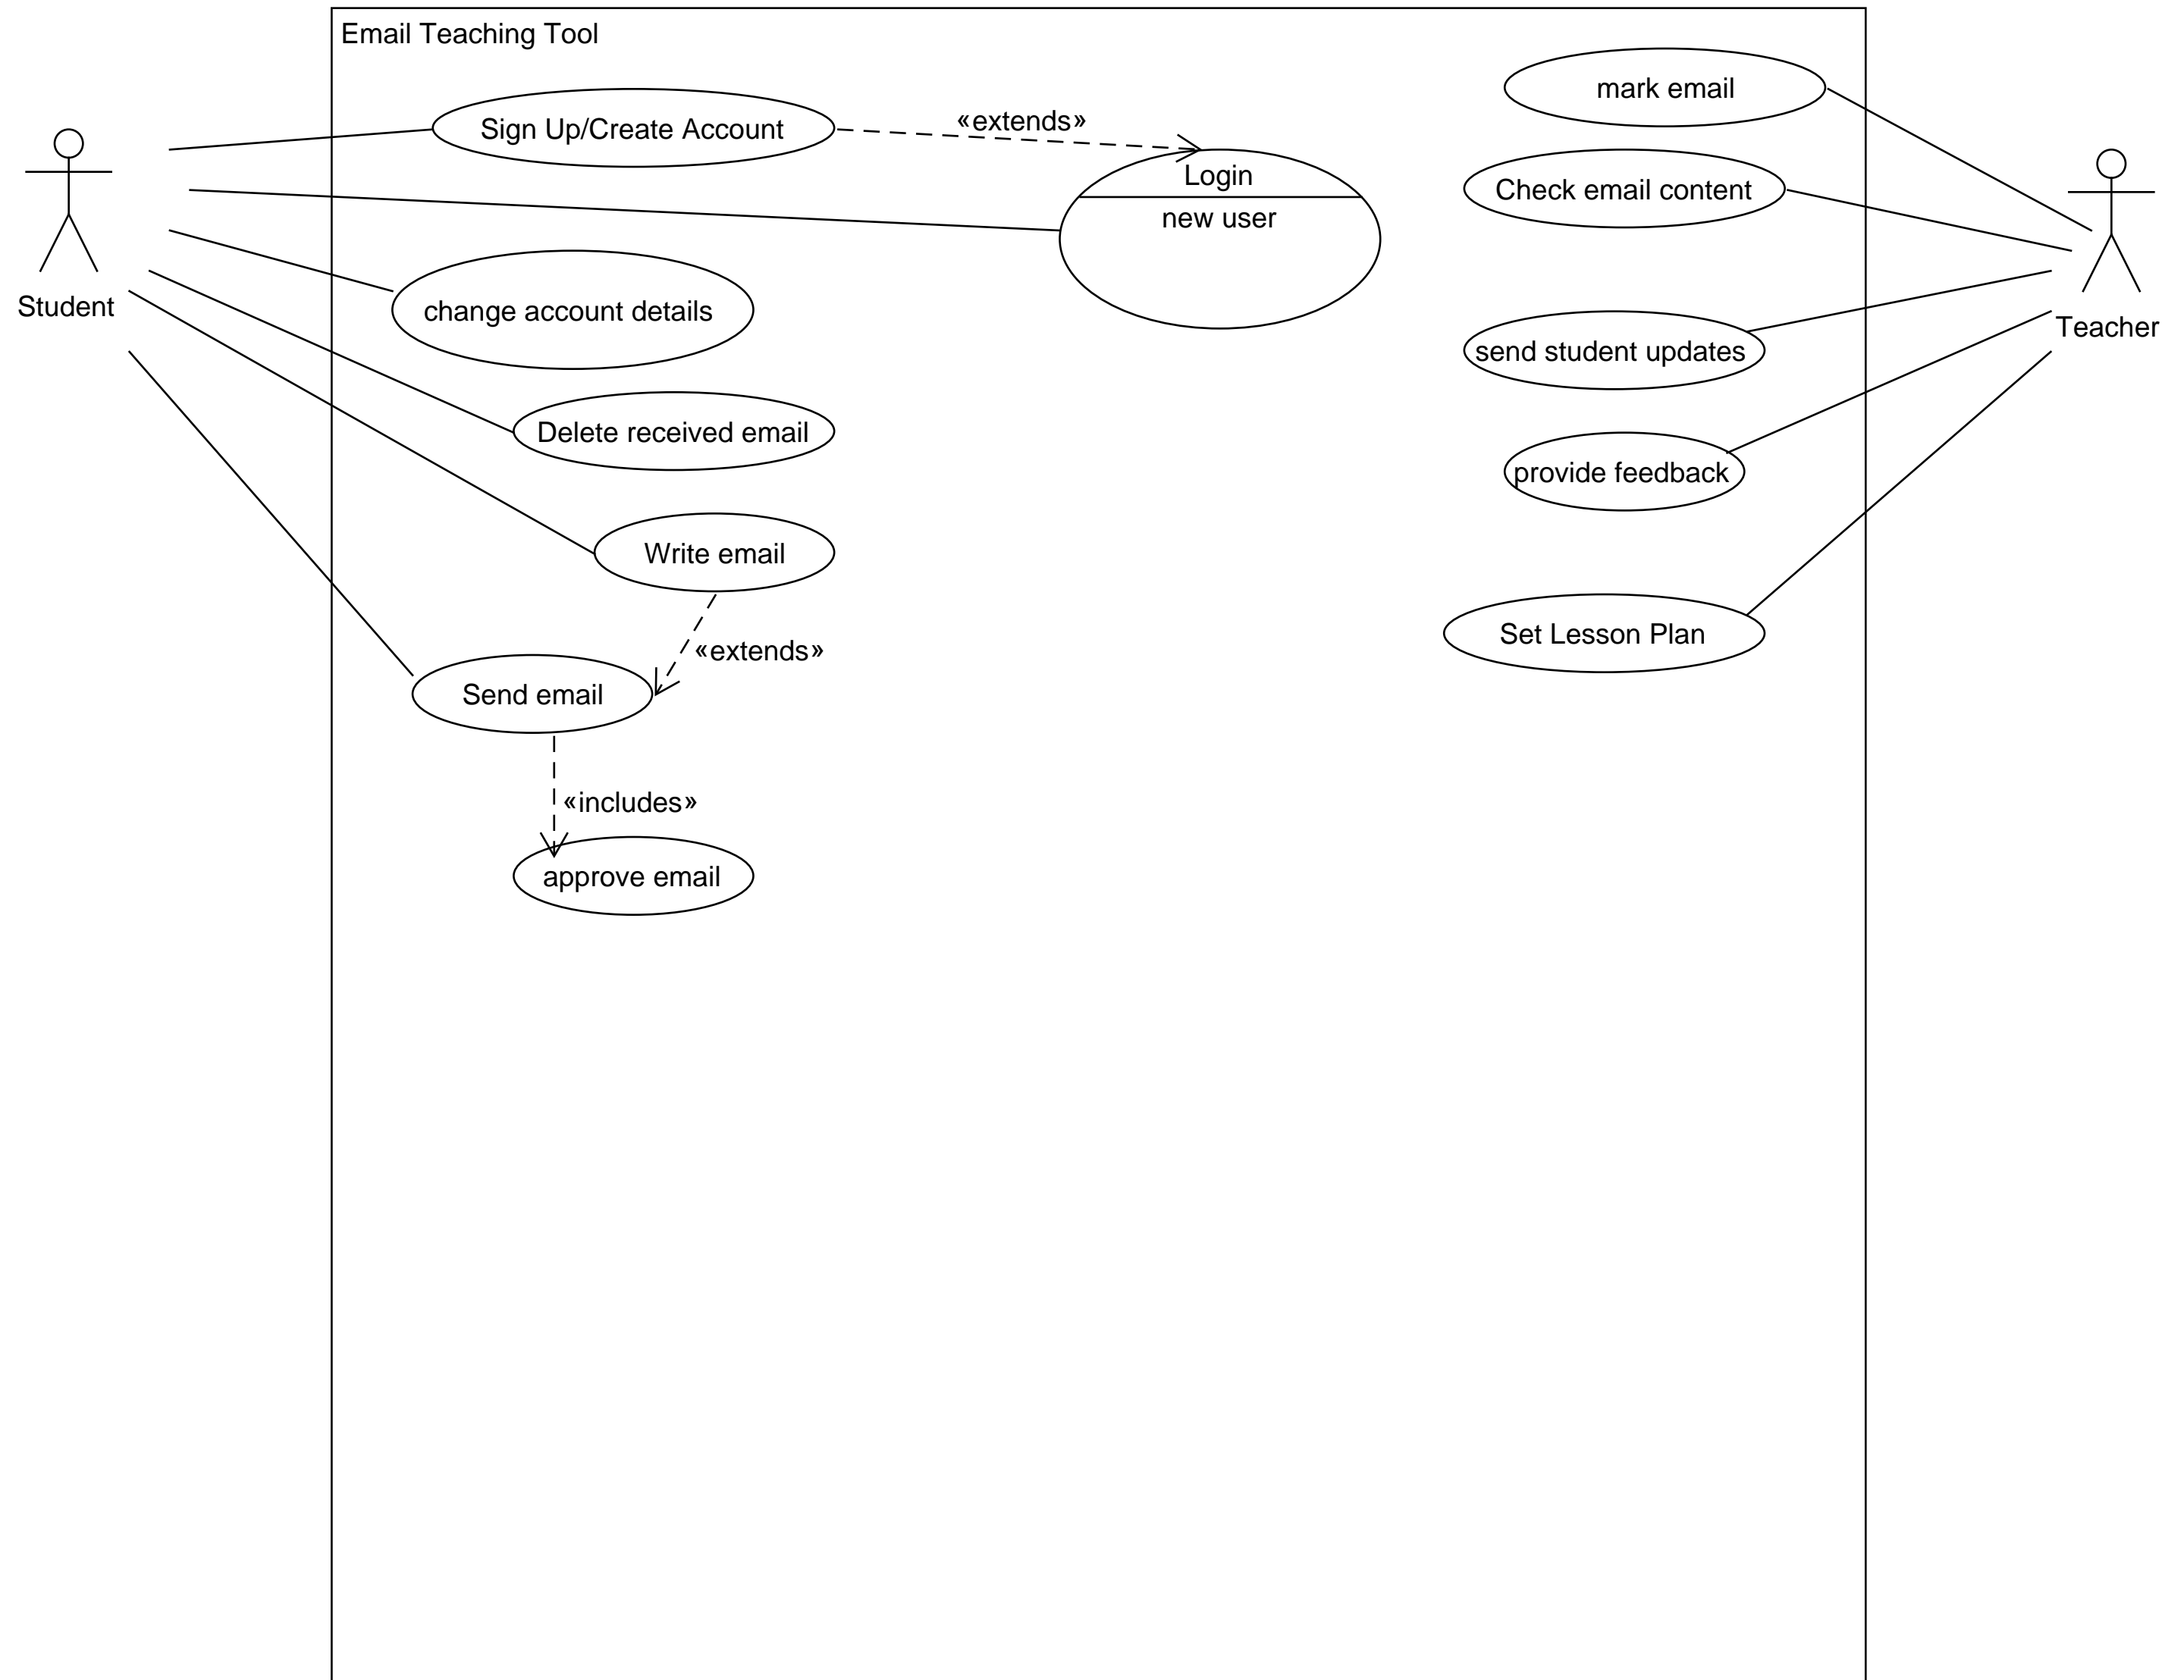 Email Teaching Tool
mark email
Sign Up/Create Account
«extends»
Login
new user
Check email content
Student
change account details
Teacher
send student updates
Delete received email
provide feedback
Write email
«extends»
Set Lesson Plan
Send email
«includes»
approve email